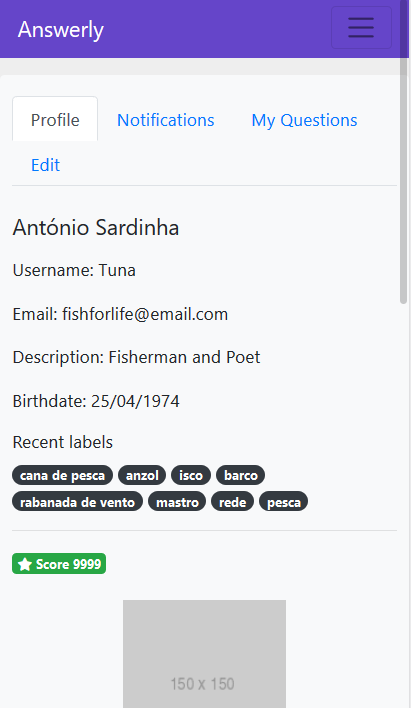 Answerly
Profile Notifications My Questions
Edit
António Sardinha
Username: Tuna
Email: fishforlife@email.com
Description: Fisherman and Poet
Birthdate: 25/04/1974
Recent labels
cana de pesca anzol isco barco
rabanada de vento mastro rede pesca
Score 9999
150 x 150